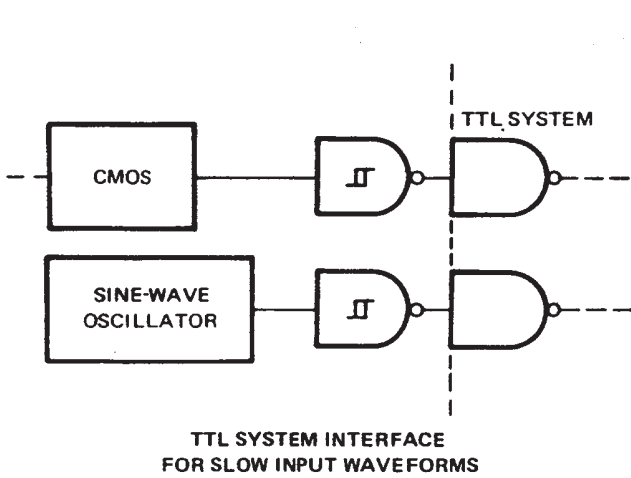 TTL SYSTEM
CMOS
SINE-WAVE
OSCILLATOR
TTL SYSTEM INTERFACE
FOR SLOW INPUT WAVEFORMS